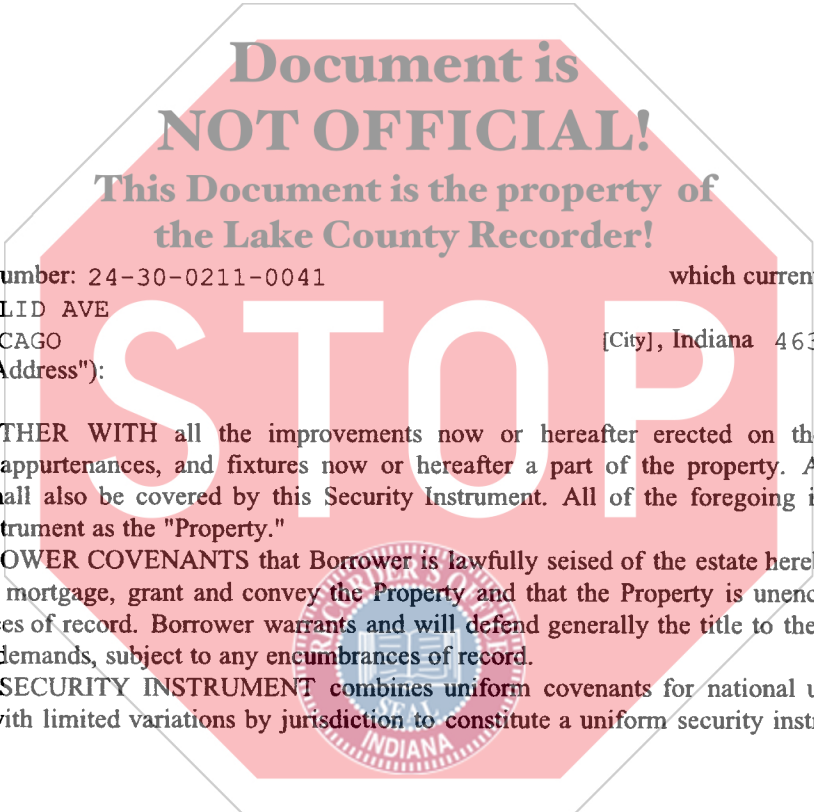 Document is
NOT OFFICIAL!
This Document is the property of
the Lake County Recorder!
umber: 24-30-0211-0041 which curren
LID AVE
CAGO [City], Indiana 463
Address"):
STOP
THER WITH all the improvements now or hereafter erected on th
appurtenances, and fixtures now or hereafter a part of the property. A
all also be covered by this Security Instrument. All of the foregoing i
trument as the "Property."
OWER COVENANTS that Borrower is lawfully seised of the estate here
mortgage, grant and convey the Property and that the Property is unenc
es of record. Borrower warrants and will defend generally the title to the
demands, subject to any encumbrances of record.
SECURITY INSTRUMENT combines uniform covenants for national u
ith limited variations by jurisdiction to constitute a uniform security inst
RECORDER'S OFFICE
SEAL
INDIANA